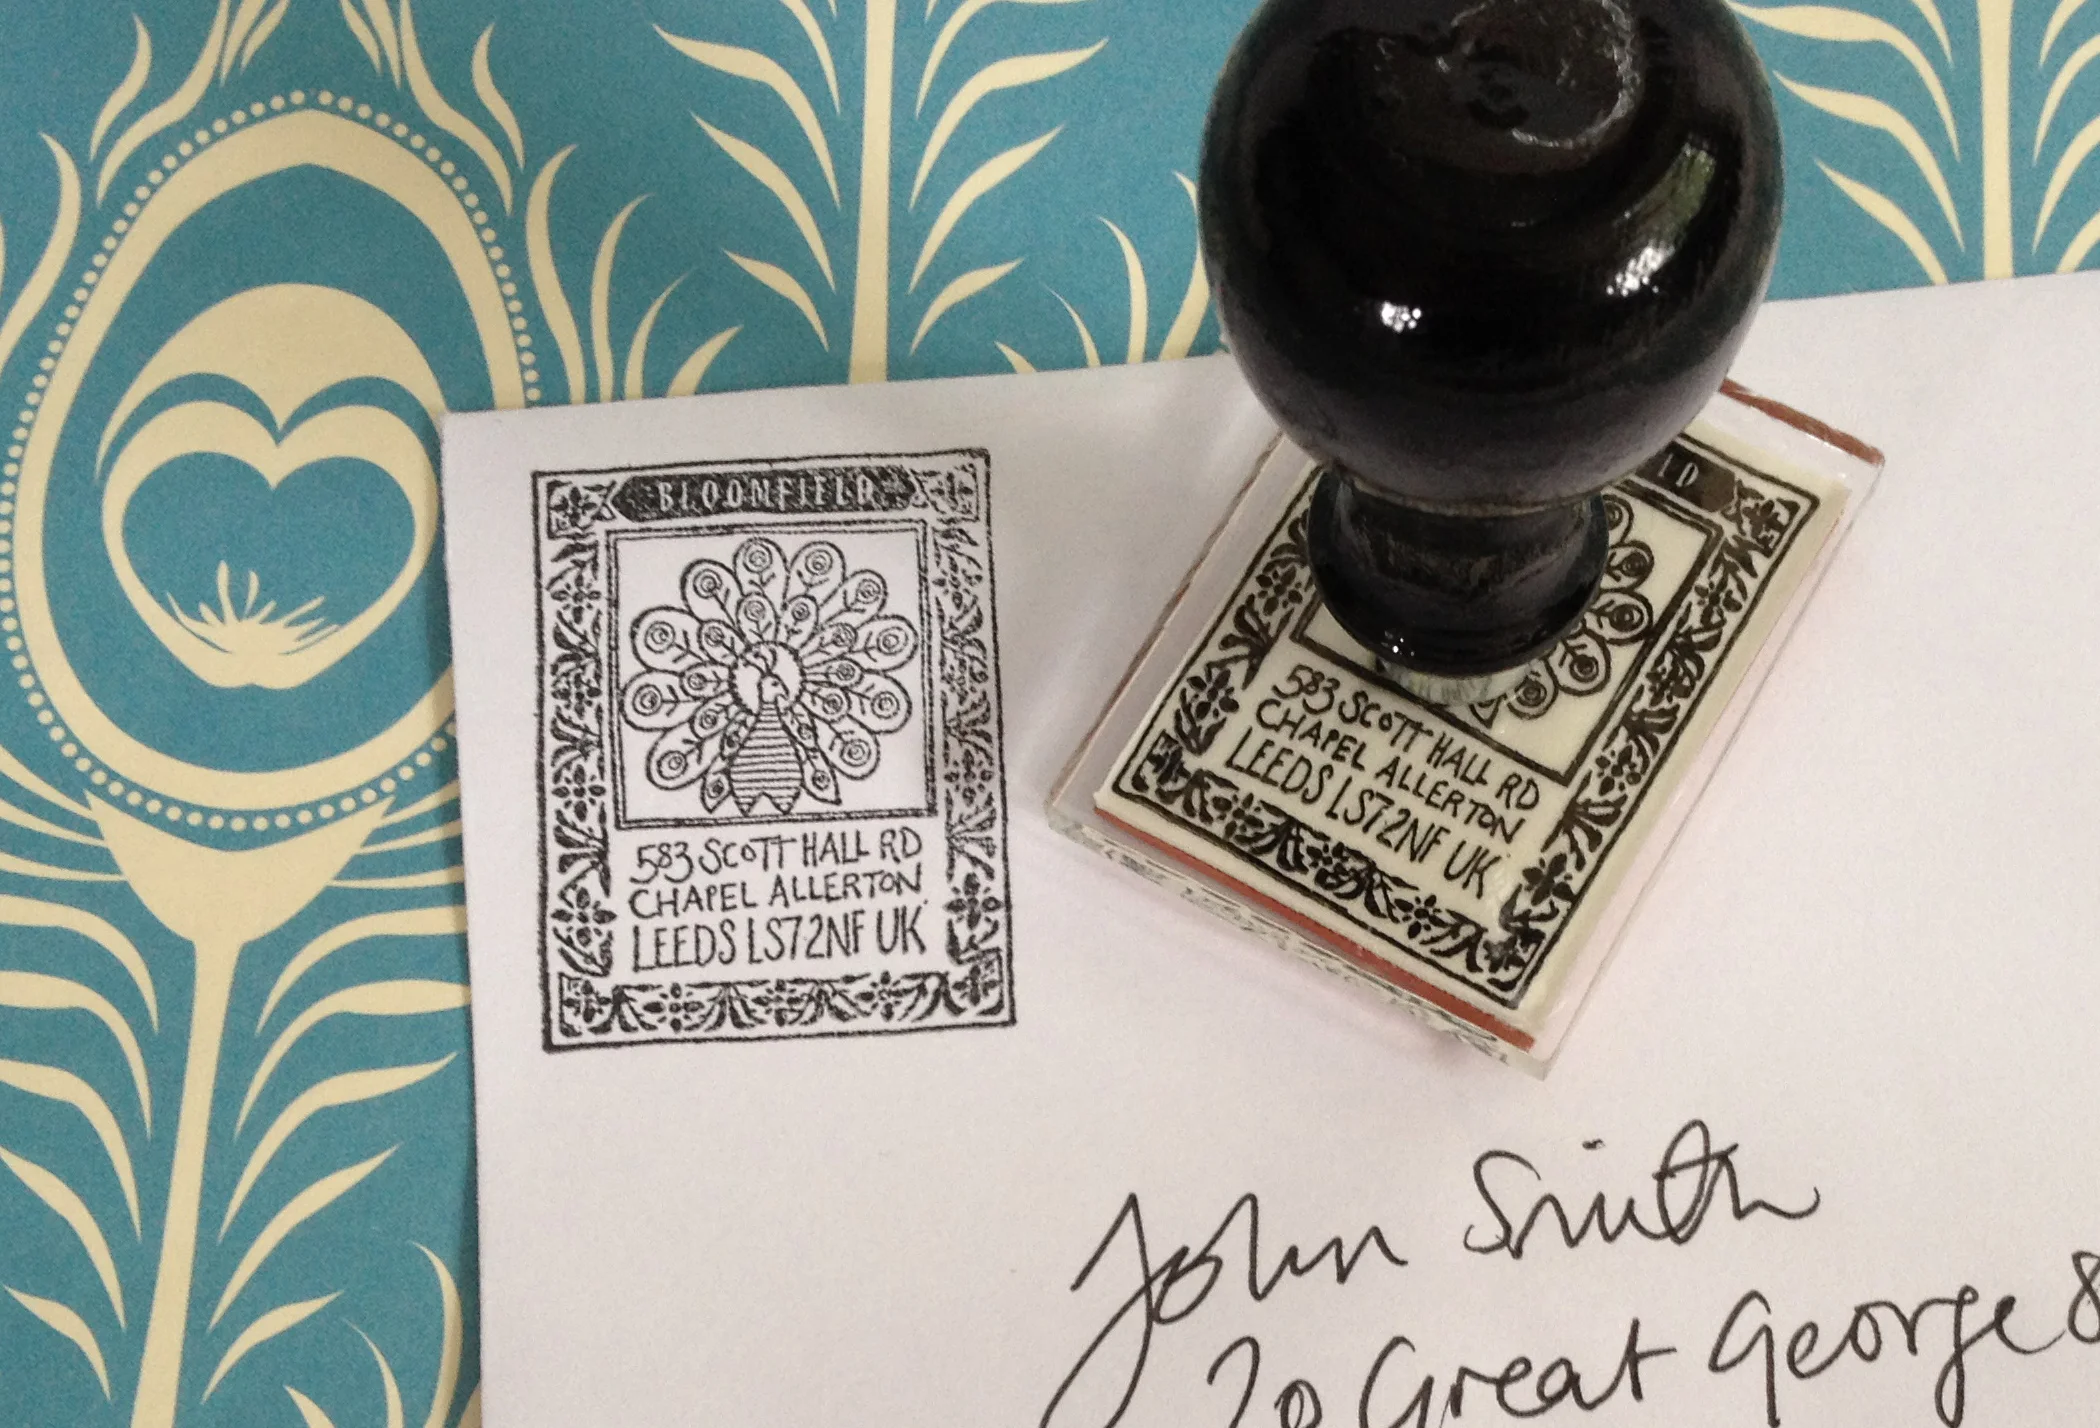 BLOOMFIELD
583 SCOTT HALL RD
CHAPEL ALLERTON
LEEDS LS72NF UK
583 SCOTT HALL RD
CHAPEL ALLERTON
LEEDS LS72NF UK
John Smith
20 Great George